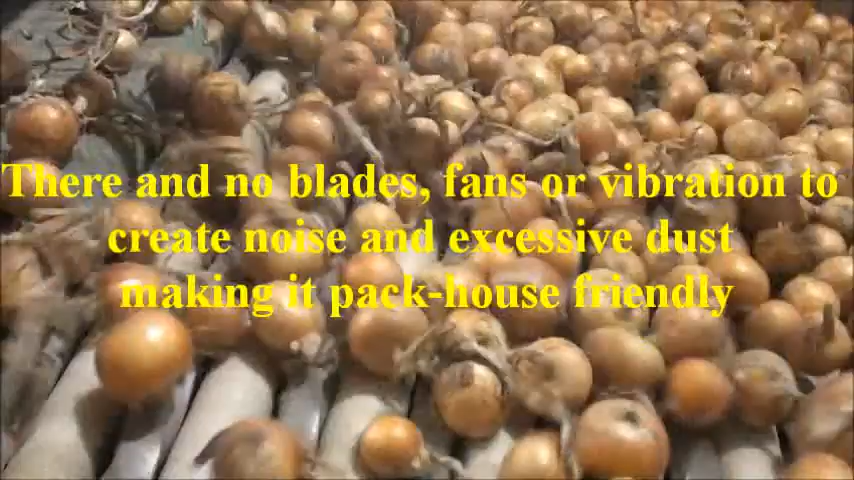 There and no blades, fans or vibration to
create noise and excessive dust
making it pack-house friendly